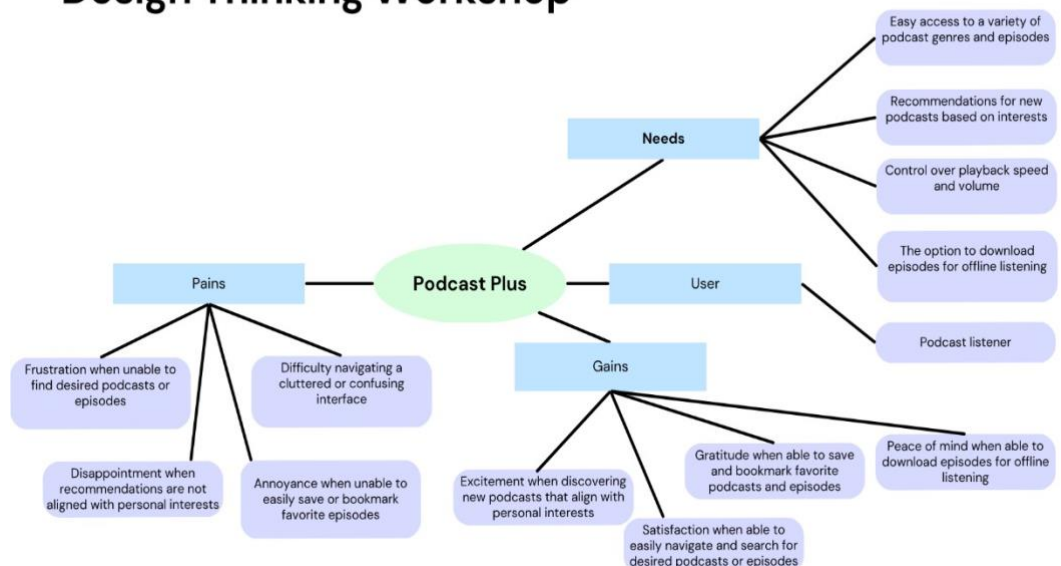 Design Thinking Workshop
Easy access to a variety of
podcast genres and episodes
Recommendations for new
podcasts based on interests
Needs
Control over playback speed
and volume
The option to download
episodes for offline listening
Podcast Plus
Pains
User
Podcast listener
Gains
Frustration when unable to
find desired podcasts or
episodes
Difficulty navigating a
cluttered or confusing
interface
Disappointment when
recommendations are not
aligned with personal interests
Annoyance when unable to
easily save or bookmark
favorite episodes
Excitement when discovering
new podcasts that align with
personal interests
Satisfaction when able to
easily navigate and search for
desired podcasts or episodes
Gratitude when able to save
and bookmark favorite
podcasts and episodes
Peace of mind when able to
download episodes for offline
listening